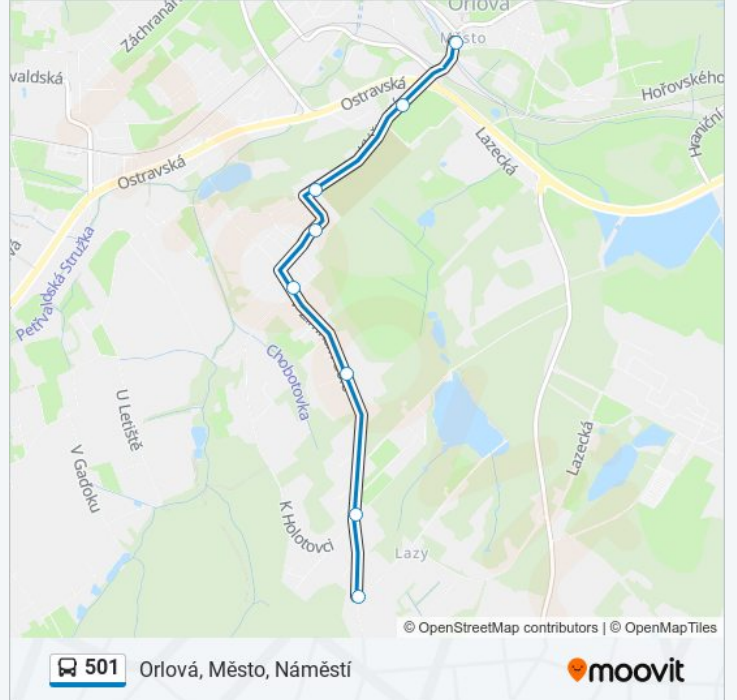 Orlová
Město
Záchranářů
valdská
Ostravská
Hořovského
Hraniční
Lazecká
Ostravská
Petřvaldská Stružka
Chobotovka
U Letiště
V Gaďoku
Lazecká
K Holotovci
Lazy
© OpenStreetMap contributors | © OpenMapTiles
501 Orlová, Město, Náměstí moovit